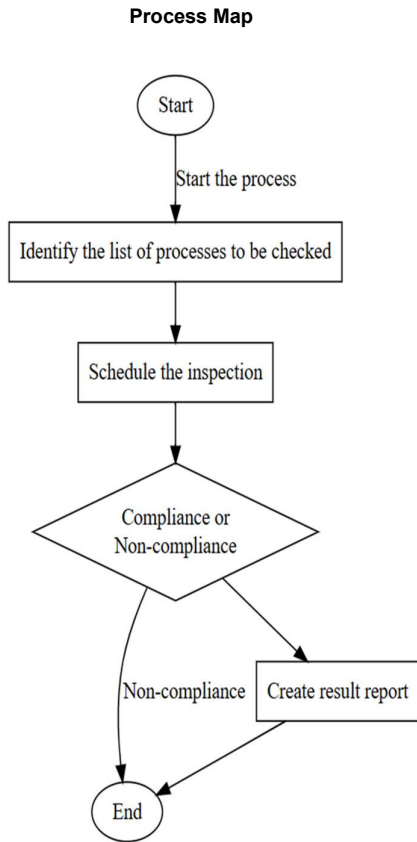 Process Map
Start
Start the process
Identify the list of processes to be checked
Schedule the inspection
Compliance or
Non-compliance
Non-compliance
Create result report
End